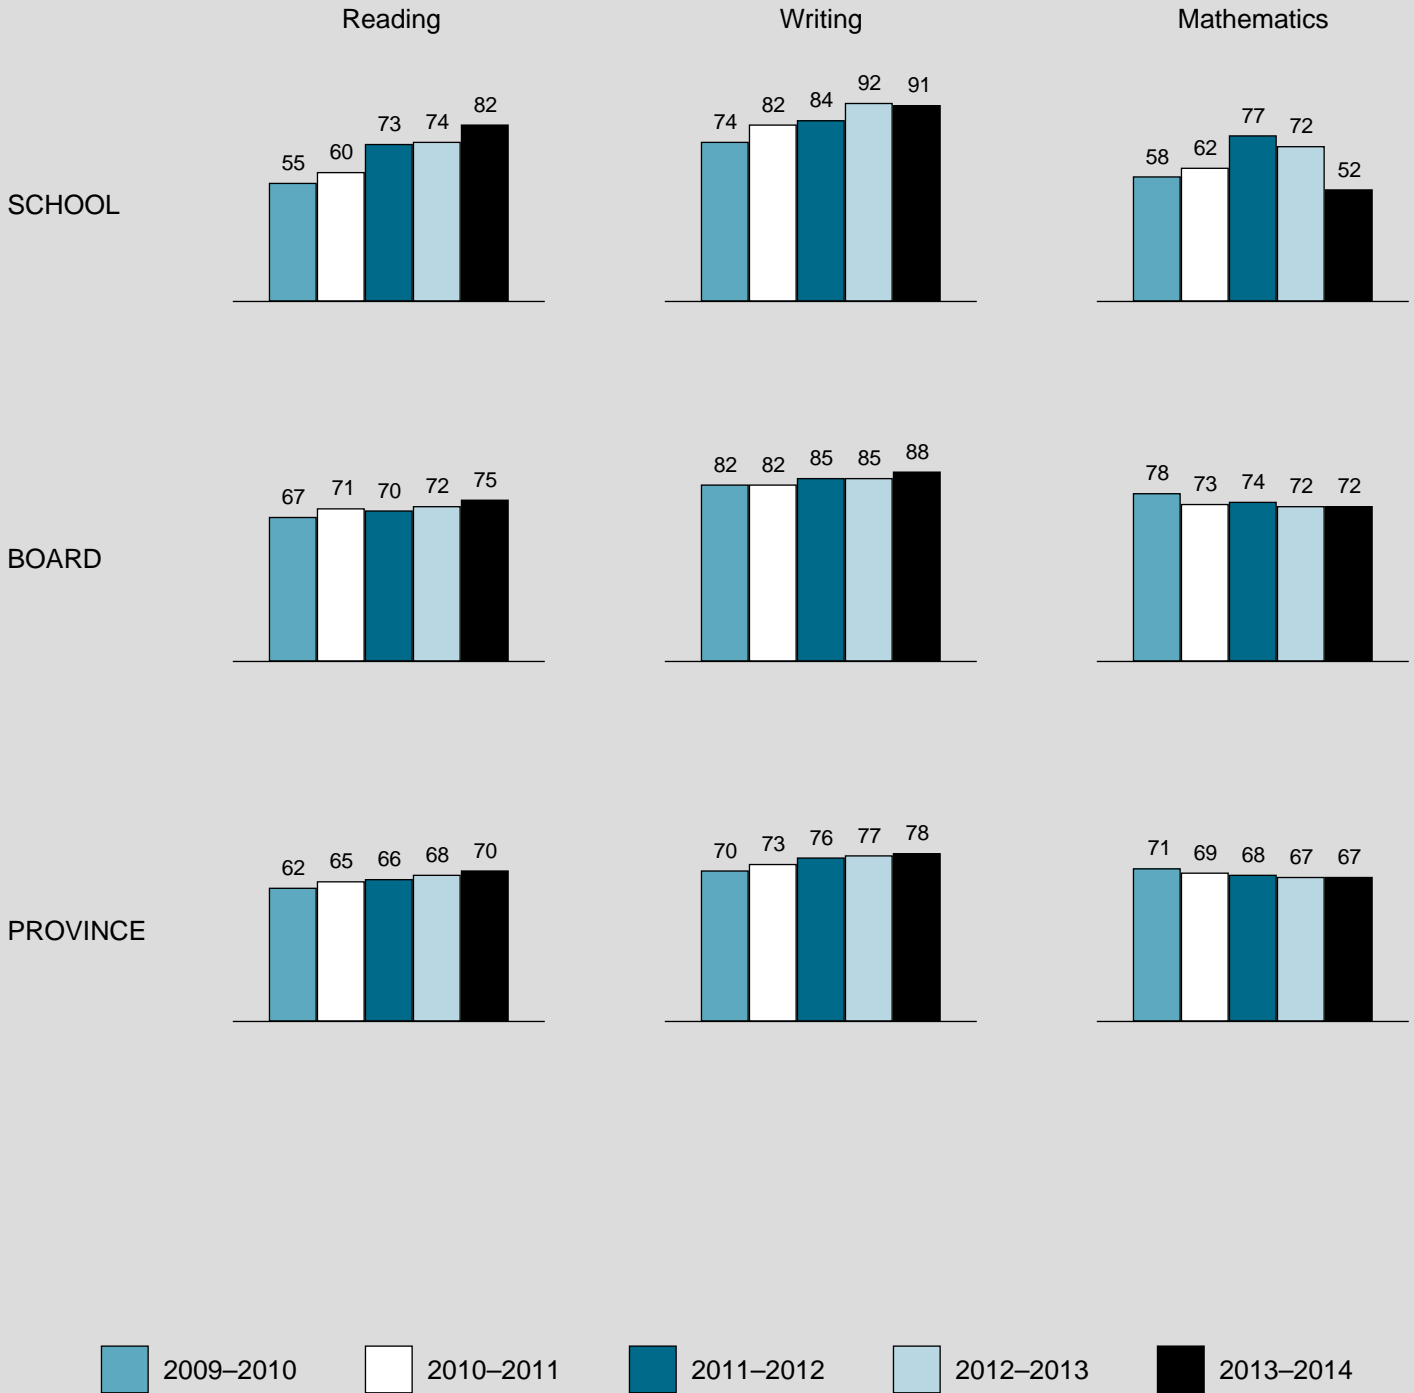 Reading Writing Mathematics
SCHOOL
55 60 73 74 82
74 82 84 92 91
58 62 77 72 52
BOARD
67 71 70 72 75
82 82 85 85 88
78 73 74 72 72
PROVINCE
62 65 66 68 70
70 73 76 77 78
71 69 68 67 67
2009–2010 2010–2011 2011–2012 2012–2013 2013–2014